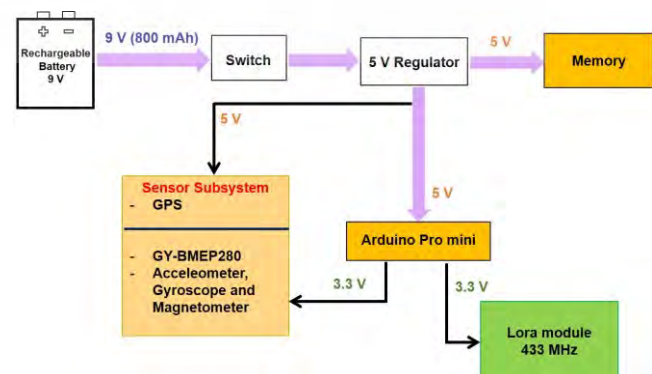 + −
Rechargeable
Battery
9 V
9 V (800 mAh)
Switch
5 V Regulator
5 V
Memory
5 V
Sensor Subsystem
- GPS
- GY-BMEP280
- Acceleometer,
Gyroscope and
Magnetometer
5 V
Arduino Pro mini
3.3 V
3.3 V
Lora module
433 MHz